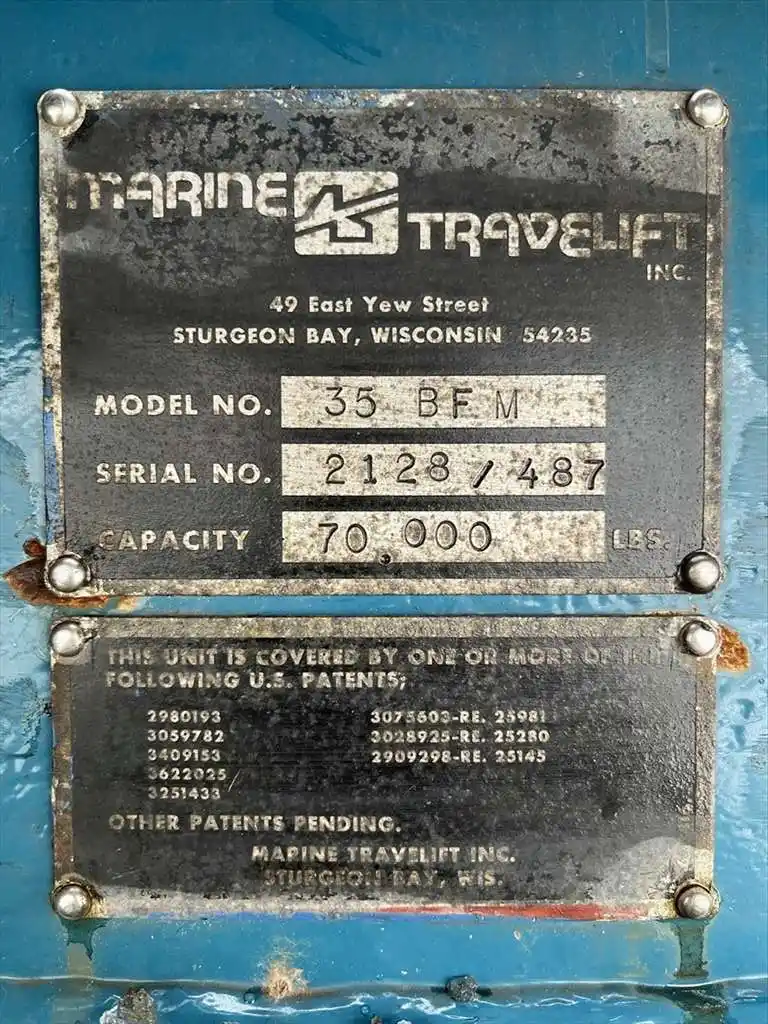 MARINE TRAVELIFT
INC.
49 East Yew Street
STURGEON BAY, WISCONSIN 54235
MODEL NO. 35 BFM
SERIAL NO. 2128/487
CAPACITY 70,000 LBS.
THIS UNIT IS COVERED BY ONE OR MORE OF THE
FOLLOWING U.S. PATENTS;
2980193 3075603-RE. 25981
3059782 3028925-RE. 25280
3409153 2909298-RE. 25145
3622025
3251433
OTHER PATENTS PENDING.
MARINE TRAVELIFT INC.
STURGEON BAY, WIS.